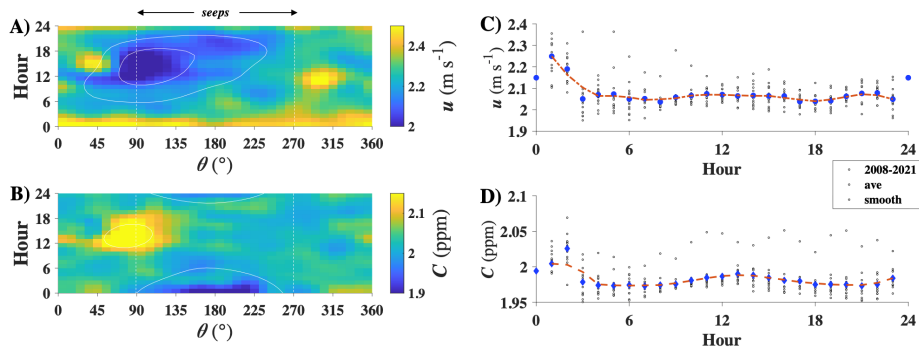 seeps
A)
Hour
24
18
12
6
0
0 45 90 135 180 225 270 315 360
θ (°)
2.4
2.2
2
u (m s⁻¹)
B)
Hour
24
18
12
6
0
0 45 90 135 180 225 270 315 360
θ (°)
2.1
2
1.9
C (ppm)
C)
u (m s⁻¹)
2.4
2.3
2.2
2.1
2
1.9
0 6 12 18 24
Hour
2008-2021
ave
smooth
D)
C (ppm)
2.1
2.05
2
1.95
0 6 12 18 24
Hour